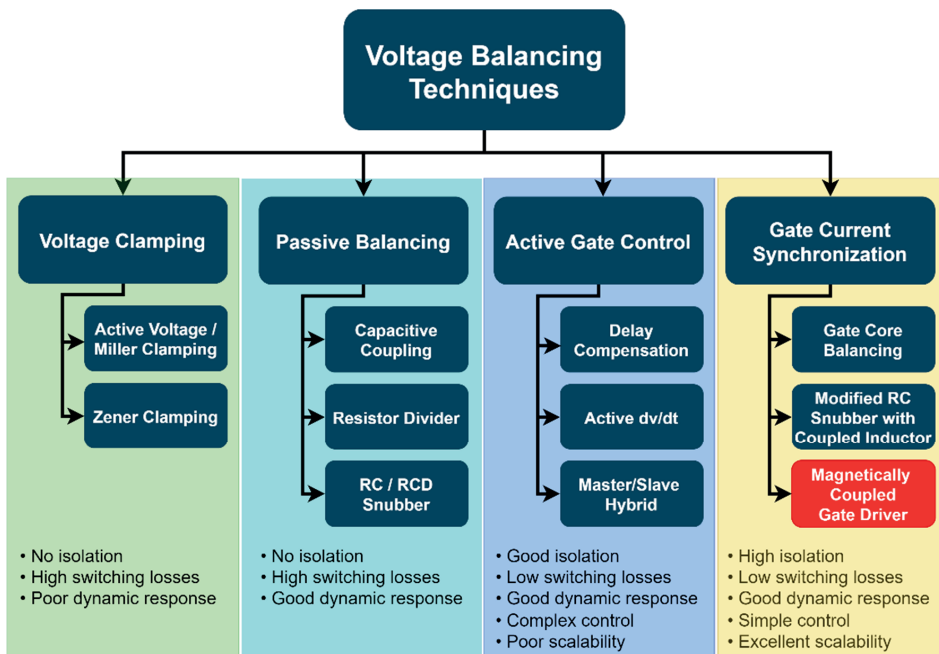 Voltage Balancing
Techniques
Voltage Clamping
Active Voltage /
Miller Clamping
Zener Clamping
• No isolation
• High switching losses
• Poor dynamic response
Passive Balancing
Capacitive
Coupling
Resistor Divider
RC / RCD
Snubber
• No isolation
• High switching losses
• Good dynamic response
Active Gate Control
Delay
Compensation
Active dv/dt
Master/Slave
Hybrid
• Good isolation
• Low switching losses
• Good dynamic response
• Complex control
• Poor scalability
Gate Current
Synchronization
Gate Core
Balancing
Modified RC
Snubber with
Coupled Inductor
Magnetically
Coupled
Gate Driver
• High isolation
• Low switching losses
• Good dynamic response
• Simple control
• Excellent scalability